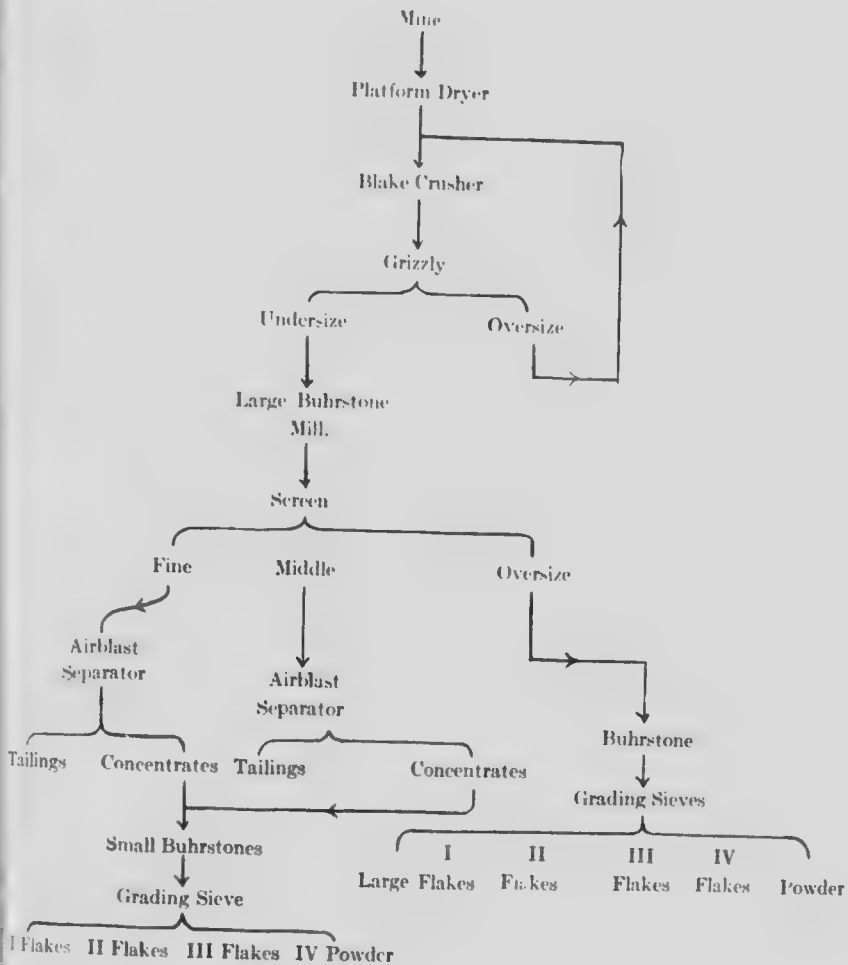 Mine
Platform Dryer
Blake Crusher
Grizzly
Undersize Oversize
Large Buhrstone
Mill.
Screen
Fine Middle Oversize
Airblast
Separator
Airblast
Separator
Buhrstone
Tailings Concentrates Tailings Concentrates
Grading Sieves
Small Buhrstones
I II III IV
Large Flakes Flakes Flakes Flakes Powder
Grading Sieve
I Flakes II Flakes III Flakes IV Powder